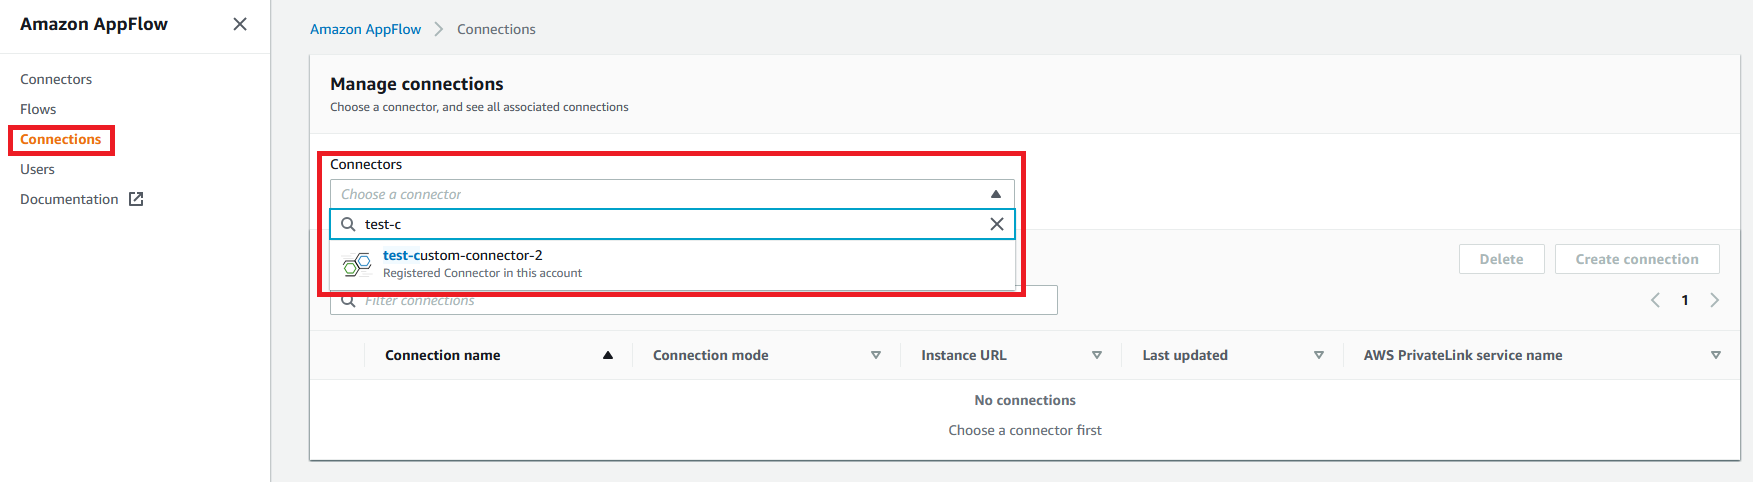 Amazon AppFlow
Connectors
Flows
Connections
Users
Documentation
Amazon AppFlow > Connections
Manage connections
Choose a connector, and see all associated connections
Connectors
Choose a connector
test-c
test-custom-connector-2
Registered Connector in this account
Delete Create connection
Filter connections
1
Connection name Connection mode Instance URL Last updated AWS PrivateLink service name
No connections
Choose a connector first